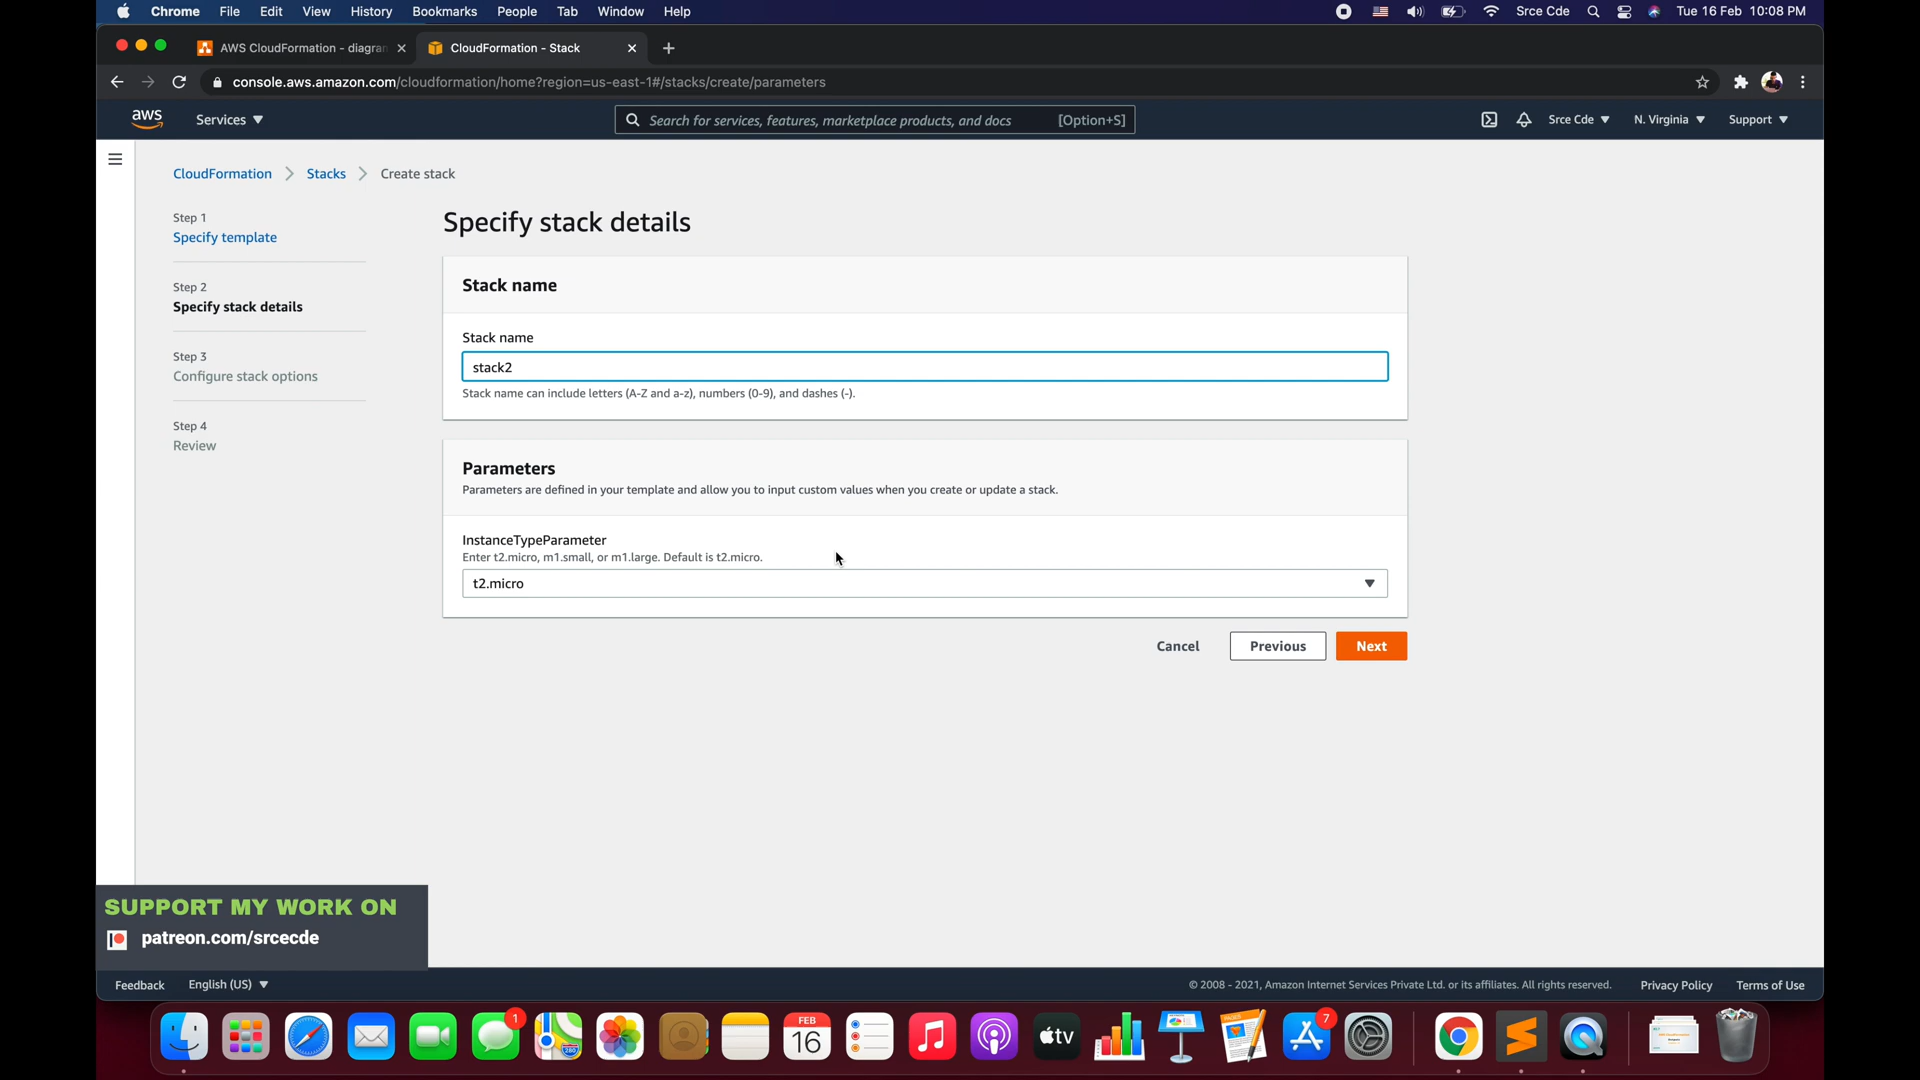 Chrome File Edit View History Bookmarks People Tab Window Help Srce Cde Tue 16 Feb 10:08 PM
AWS CloudFormation - diagran CloudFormation - Stack
console.aws.amazon.com/cloudformation/home?region=us-east-1#/stacks/create/parameters
aws Services Search for services, features, marketplace products, and docs [Option+S] Srce Cde N. Virginia Support
CloudFormation Stacks Create stack
Step 1
Specify template
Step 2
Specify stack details
Step 3
Configure stack options
Step 4
Review
Specify stack details
Stack name
Stack name
stack2
Stack name can include letters (A-Z and a-z), numbers (0-9), and dashes (-).
Parameters
Parameters are defined in your template and allow you to input custom values when you create or update a stack.
InstanceTypeParameter
Enter t2.micro, m1.small, or m1.large. Default is t2.micro.
t2.micro
Cancel Previous Next
SUPPORT MY WORK ON
patreon.com/srcecde
Feedback English (US) © 2008 - 2021, Amazon Internet Services Private Ltd. or its affiliates. All rights reserved. Privacy Policy Terms of Use
1
280
FEB
16
tv
PAGES
7